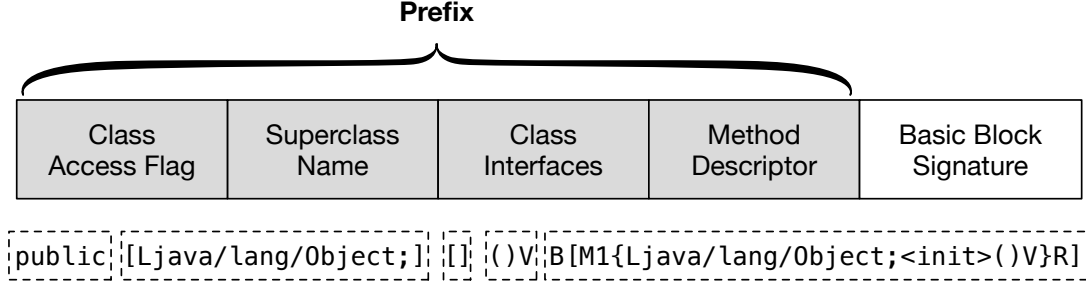 Prefix
Class Access Flag
Superclass Name
Class Interfaces
Method Descriptor
Basic Block Signature
public [Ljava/lang/Object;] [] ()V B[M1{Ljava/lang/Object;<init>()V}R]